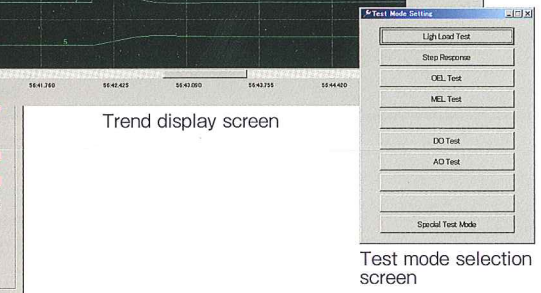 Test Mode Setting
Ligh Load Test
Step Response
OEL Test
MEL Test
DO Test
AO Test
Special Test Mode
5
56:41.760
56:42.425
56:43.090
56:43.755
56:44.420
Trend display screen
Test mode selection
screen